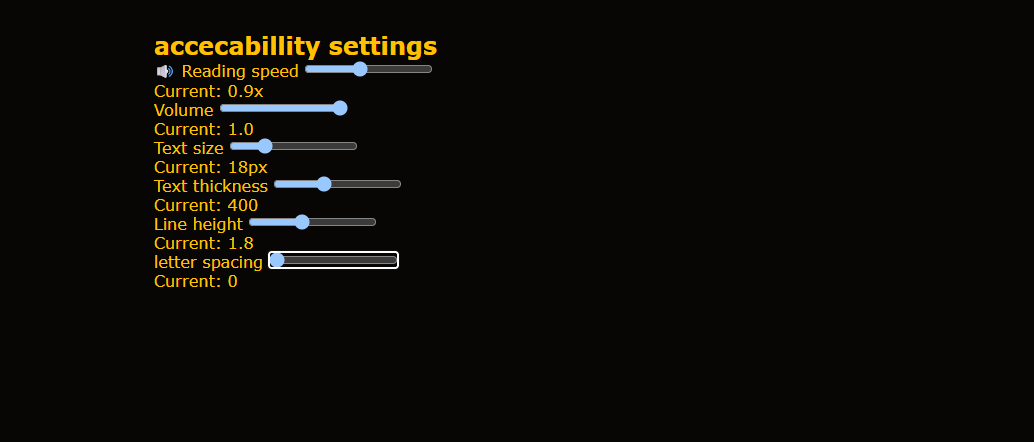 accecabillity settings
🔊 Reading speed
Current: 0.9x
Volume
Current: 1.0
Text size
Current: 18px
Text thickness
Current: 400
Line height
Current: 1.8
letter spacing
Current: 0